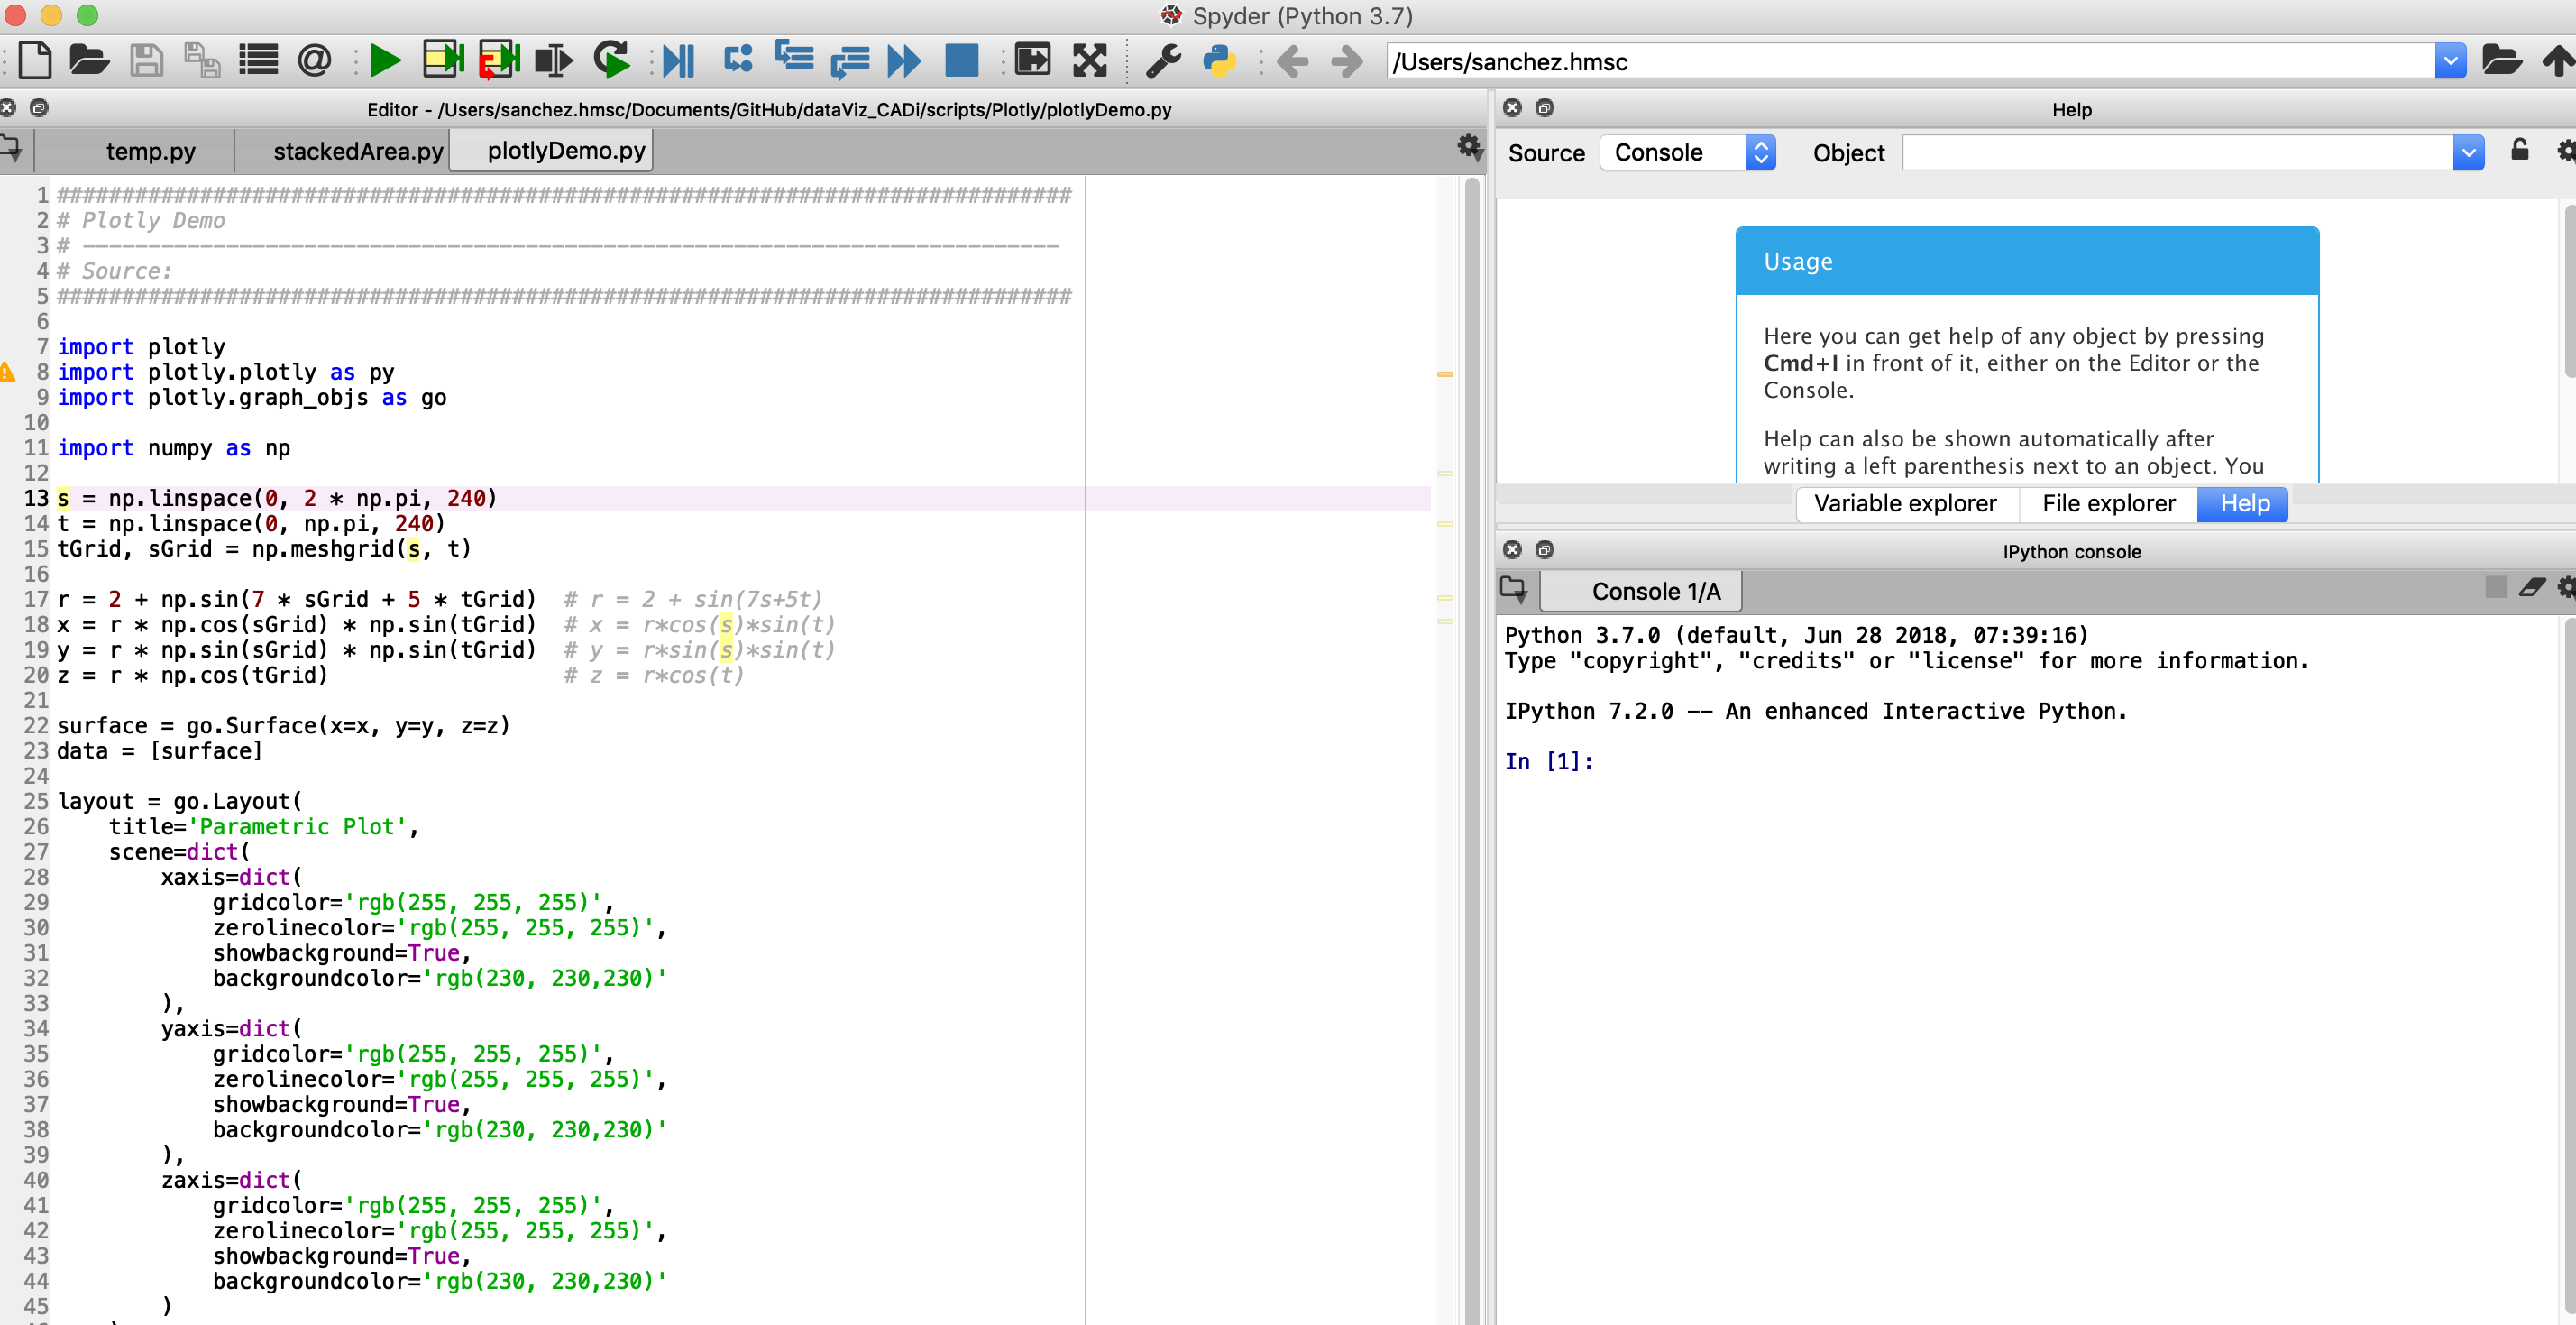 Spyder (Python 3.7)
/Users/sanchez.hmsc
Editor - /Users/sanchez.hmsc/Documents/GitHub/dataViz_CADi/scripts/Plotly/plotlyDemo.py
temp.py
stackedArea.py
plotlyDemo.py
1 ##############################################################################
2 # Plotly Demo
3 # ---------------------------------------------------------------------------
4 # Source:
5 ##############################################################################
6
7 import plotly
8 import plotly.plotly as py
9 import plotly.graph_objs as go
10
11 import numpy as np
12
13 s = np.linspace(0, 2 * np.pi, 240)
14 t = np.linspace(0, np.pi, 240)
15 tGrid, sGrid = np.meshgrid(s, t)
16
17 r = 2 + np.sin(7 * sGrid + 5 * tGrid)  # r = 2 + sin(7s+5t)
18 x = r * np.cos(sGrid) * np.sin(tGrid)  # x = r*cos(s)*sin(t)
19 y = r * np.sin(sGrid) * np.sin(tGrid)  # y = r*sin(s)*sin(t)
20 z = r * np.cos(tGrid)                  # z = r*cos(t)
21
22 surface = go.Surface(x=x, y=y, z=z)
23 data = [surface]
24
25 layout = go.Layout(
26     title='Parametric Plot',
27     scene=dict(
28         xaxis=dict(
29             gridcolor='rgb(255, 255, 255)',
30             zerolinecolor='rgb(255, 255, 255)',
31             showbackground=True,
32             backgroundcolor='rgb(230, 230,230)'
33         ),
34         yaxis=dict(
35             gridcolor='rgb(255, 255, 255)',
36             zerolinecolor='rgb(255, 255, 255)',
37             showbackground=True,
38             backgroundcolor='rgb(230, 230,230)'
39         ),
40         zaxis=dict(
41             gridcolor='rgb(255, 255, 255)',
42             zerolinecolor='rgb(255, 255, 255)',
43             showbackground=True,
44             backgroundcolor='rgb(230, 230,230)'
45         )
Help
Source Console Object
Usage
Here you can get help of any object by pressing
Cmd+I in front of it, either on the Editor or the
Console.
Help can also be shown automatically after
writing a left parenthesis next to an object. You
Variable explorer File explorer Help
IPython console
Console 1/A
Python 3.7.0 (default, Jun 28 2018, 07:39:16)
Type "copyright", "credits" or "license" for more information.
IPython 7.2.0 -- An enhanced Interactive Python.
In [1]: